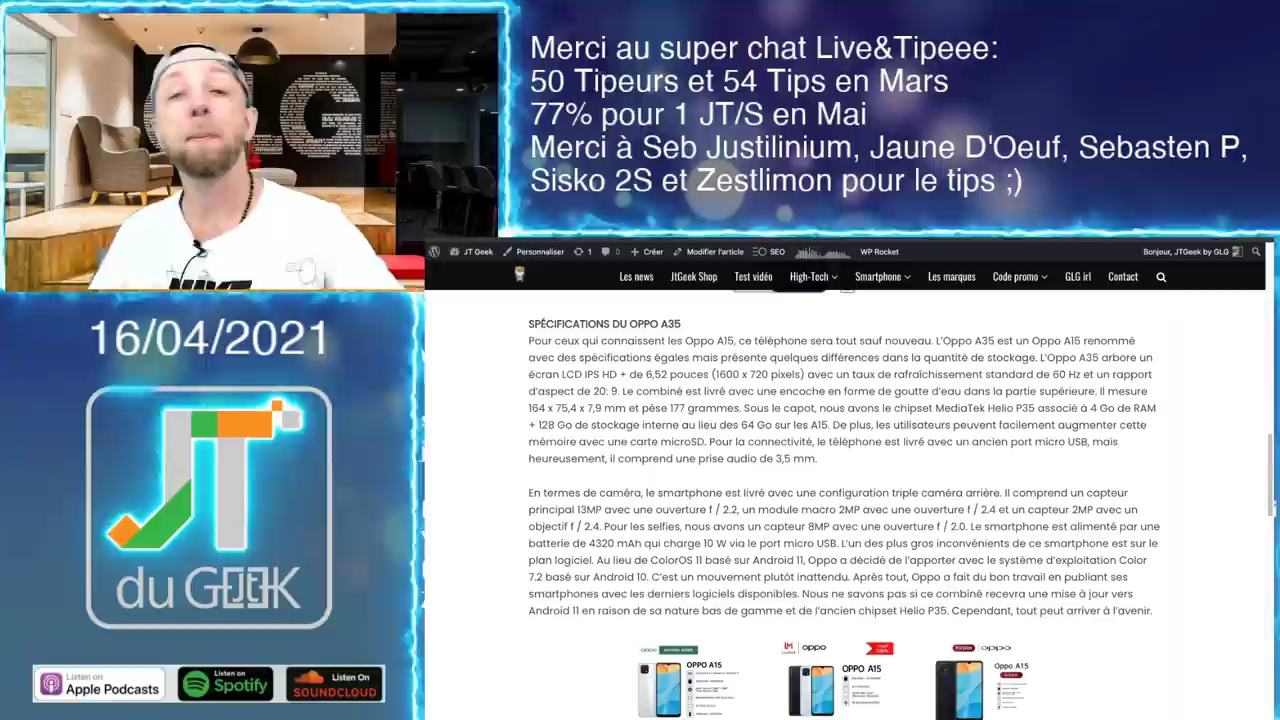 Merci au super chat Live&Tipeee:
50 Tipeurs et 54 Tips en Mars
77% pour 1 JT/S en Mai
Merci à Seb Justinnium, Jaune D'Oeuf, Sebasten P,
Sisko 2S et Zestlimon pour le tips ;)
JT Geek Personnaliser 1 0 Créer Modifier l'article SEO WP Rocket Bonjour, JTGeek by GLG
Les news JtGeek Shop Test vidéo High-Tech Smartphone Les marques Code promo GLG irl Contact
16/04/2021
JT
du GEEK
Listen on
Apple Podcasts
Listen on
Spotify
Listen on
SOUNDCLOUD
SPÉCIFICATIONS DU OPPO A35
Pour ceux qui connaissent les Oppo A15, ce téléphone sera tout sauf nouveau. L'Oppo A35 est un Oppo A15 renommé
avec des spécifications égales mais présente quelques différences dans la quantité de stockage. L'Oppo A35 arbore un
écran LCD IPS HD + de 6,52 pouces (1600 x 720 pixels) avec un taux de rafraîchissement standard de 60 Hz et un rapport
d'aspect de 20: 9. Le combiné est livré avec une encoche en forme de goutte d'eau dans la partie supérieure. Il mesure
164 x 75,4 x 7,9 mm et pèse 177 grammes. Sous le capot, nous avons le chipset MediaTek Helio P35 associé à 4 Go de RAM
+ 128 Go de stockage interne au lieu des 64 Go sur les A15. De plus, les utilisateurs peuvent facilement augmenter cette
mémoire avec une carte microSD. Pour la connectivité, le téléphone est livré avec un ancien port micro USB, mais
heureusement, il comprend une prise audio de 3,5 mm.
En termes de caméra, le smartphone est livré avec une configuration triple caméra arrière. Il comprend un capteur
principal 13MP avec une ouverture f / 2.2, un module macro 2MP avec une ouverture f / 2.4 et un capteur 2MP avec un
objectif f / 2.4. Pour les selfies, nous avons un capteur 8MP avec une ouverture f / 2.0. Le smartphone est alimenté par une
batterie de 4320 mAh qui charge 10 W via le port micro USB. L'un des plus gros inconvénients de ce smartphone est sur le
plan logiciel. Au lieu de ColorOS 11 basé sur Android 11, Oppo a décidé de l'apporter avec le système d'exploitation Color
7.2 basé sur Android 10. C'est un mouvement plutôt inattendu. Après tout, Oppo a fait du bon travail en publiant ses
smartphones avec les derniers logiciels disponibles. Nous ne savons pas si ce combiné recevra une mise à jour vers
Android 11 en raison de sa nature bas de gamme et de l'ancien chipset Helio P35. Cependant, tout peut arriver à l'avenir.
oppo
OPPO A15
oppo
OPPO A15
oppo
OPPO A15